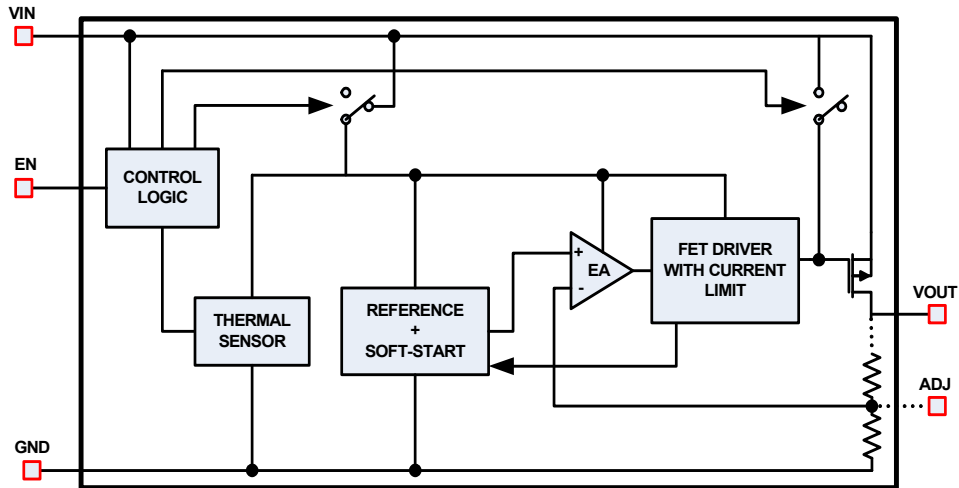 VIN
EN
CONTROL
LOGIC
THERMAL
SENSOR
REFERENCE
+
SOFT-START
+
EA
-
FET DRIVER
WITH CURRENT
LIMIT
VOUT
ADJ
GND